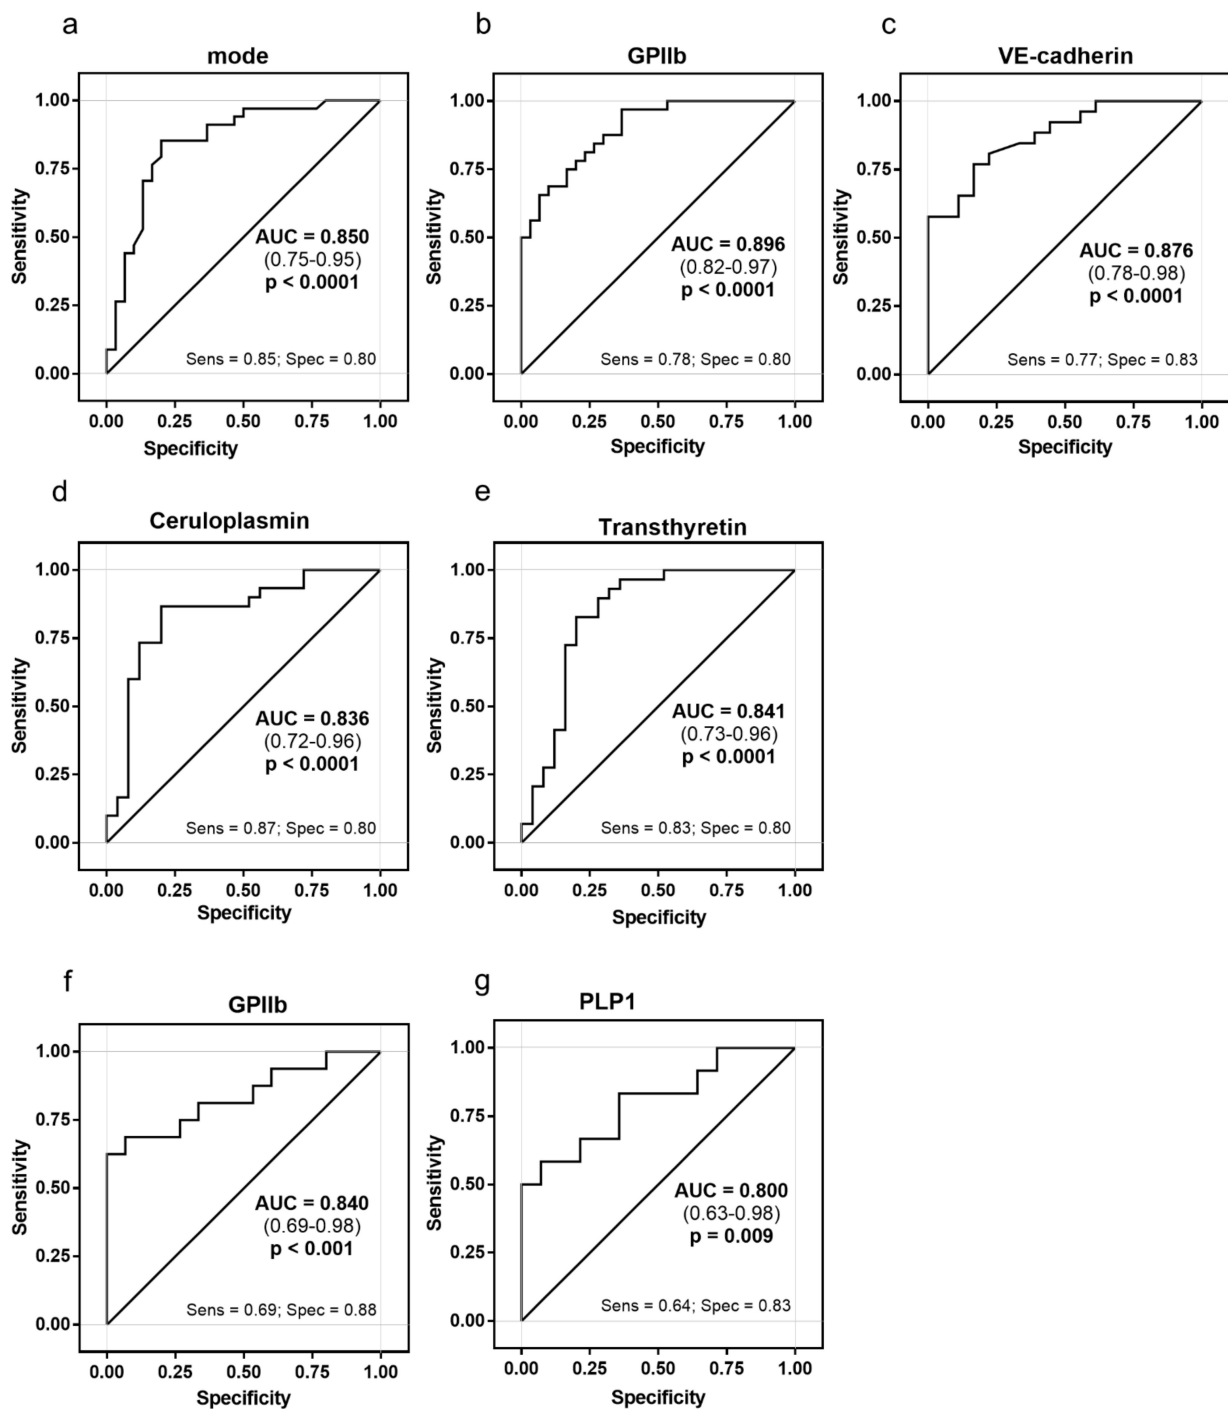 a
mode
1.00
0.75
0.50
0.25
0.00
Sensitivity
AUC = 0.850
(0.75-0.95)
p < 0.0001
Sens = 0.85; Spec = 0.80
0.00 0.25 0.50 0.75 1.00
Specificity
b
GPIIb
1.00
0.75
0.50
0.25
0.00
Sensitivity
AUC = 0.896
(0.82-0.97)
p < 0.0001
Sens = 0.78; Spec = 0.80
0.00 0.25 0.50 0.75 1.00
Specificity
c
VE-cadherin
1.00
0.75
0.50
0.25
0.00
Sensitivity
AUC = 0.876
(0.78-0.98)
p < 0.0001
Sens = 0.77; Spec = 0.83
0.00 0.25 0.50 0.75 1.00
Specificity
d
Ceruloplasmin
1.00
0.75
0.50
0.25
0.00
Sensitivity
AUC = 0.836
(0.72-0.96)
p < 0.0001
Sens = 0.87; Spec = 0.80
0.00 0.25 0.50 0.75 1.00
Specificity
e
Transthyretin
1.00
0.75
0.50
0.25
0.00
Sensitivity
AUC = 0.841
(0.73-0.96)
p < 0.0001
Sens = 0.83; Spec = 0.80
0.00 0.25 0.50 0.75 1.00
Specificity
f
GPIIb
1.00
0.75
0.50
0.25
0.00
Sensitivity
AUC = 0.840
(0.69-0.98)
p < 0.001
Sens = 0.69; Spec = 0.88
0.00 0.25 0.50 0.75 1.00
Specificity
g
PLP1
1.00
0.75
0.50
0.25
0.00
Sensitivity
AUC = 0.800
(0.63-0.98)
p = 0.009
Sens = 0.64; Spec = 0.83
0.00 0.25 0.50 0.75 1.00
Specificity